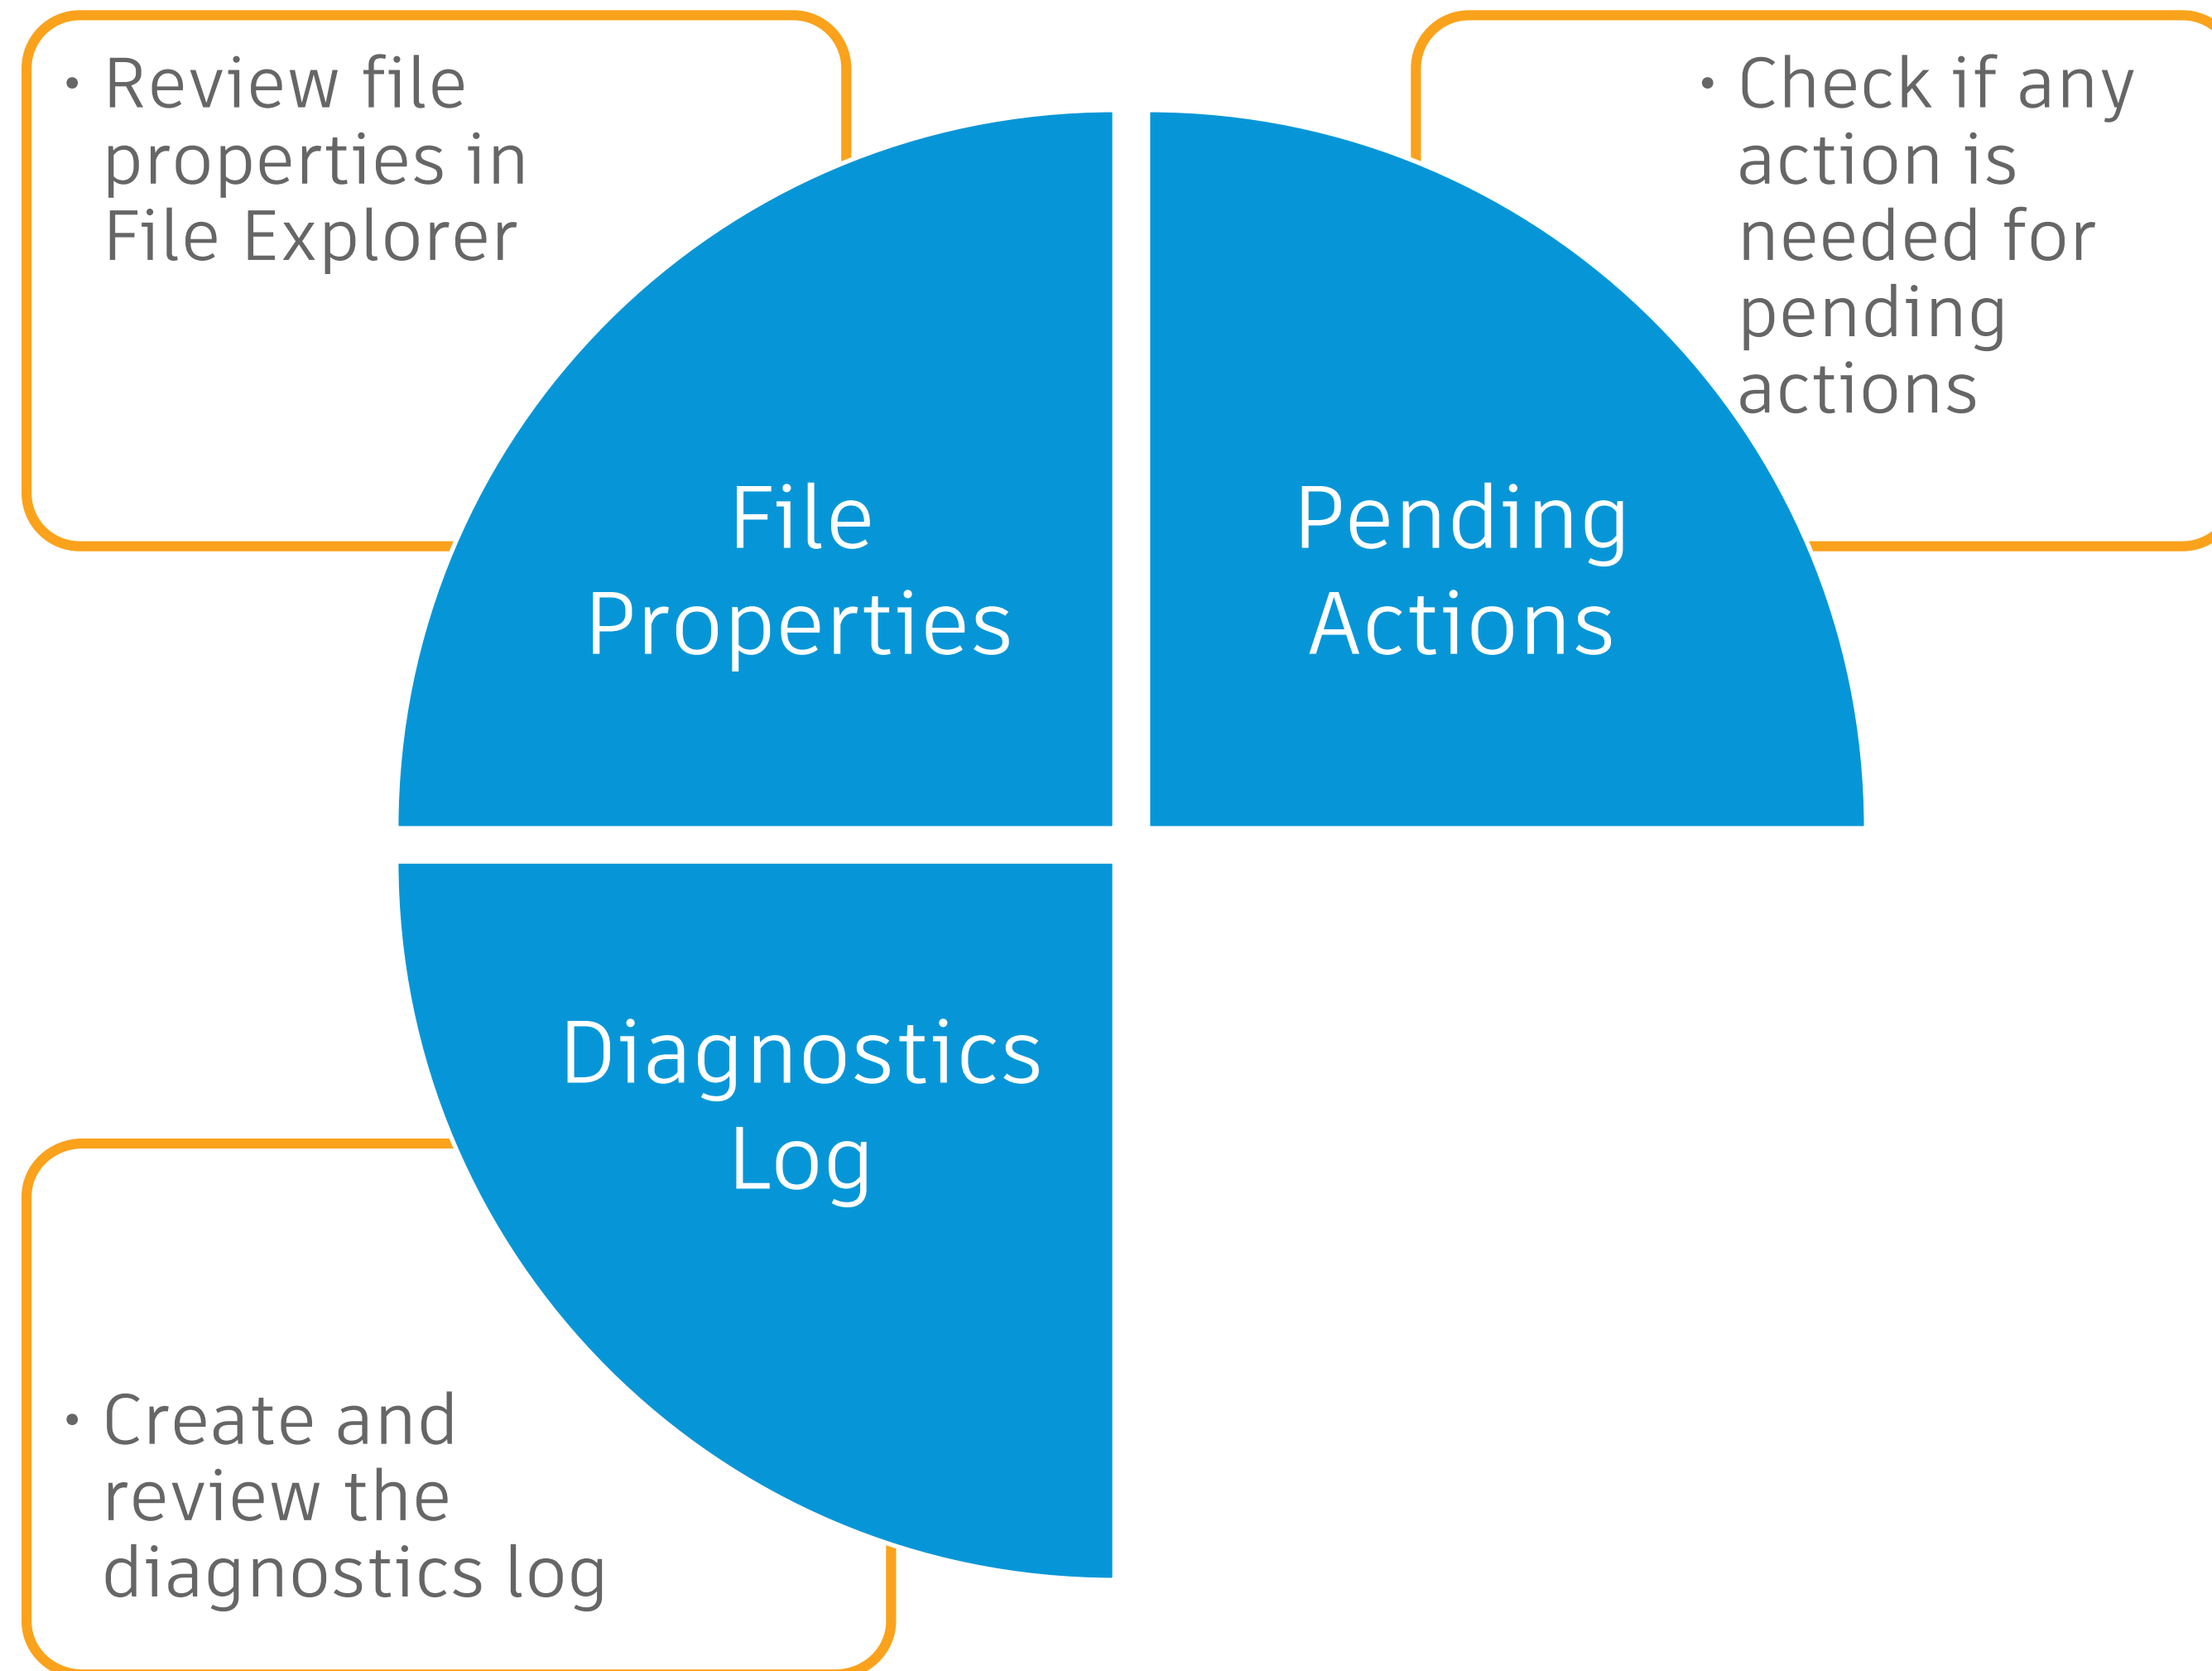 • Review file
properties in
File Explorer
• Check if any
action is
needed for
pending
actions
File
Properties
Pending
Actions
Diagnostics
Log
• Create and
review the
diagnostics log